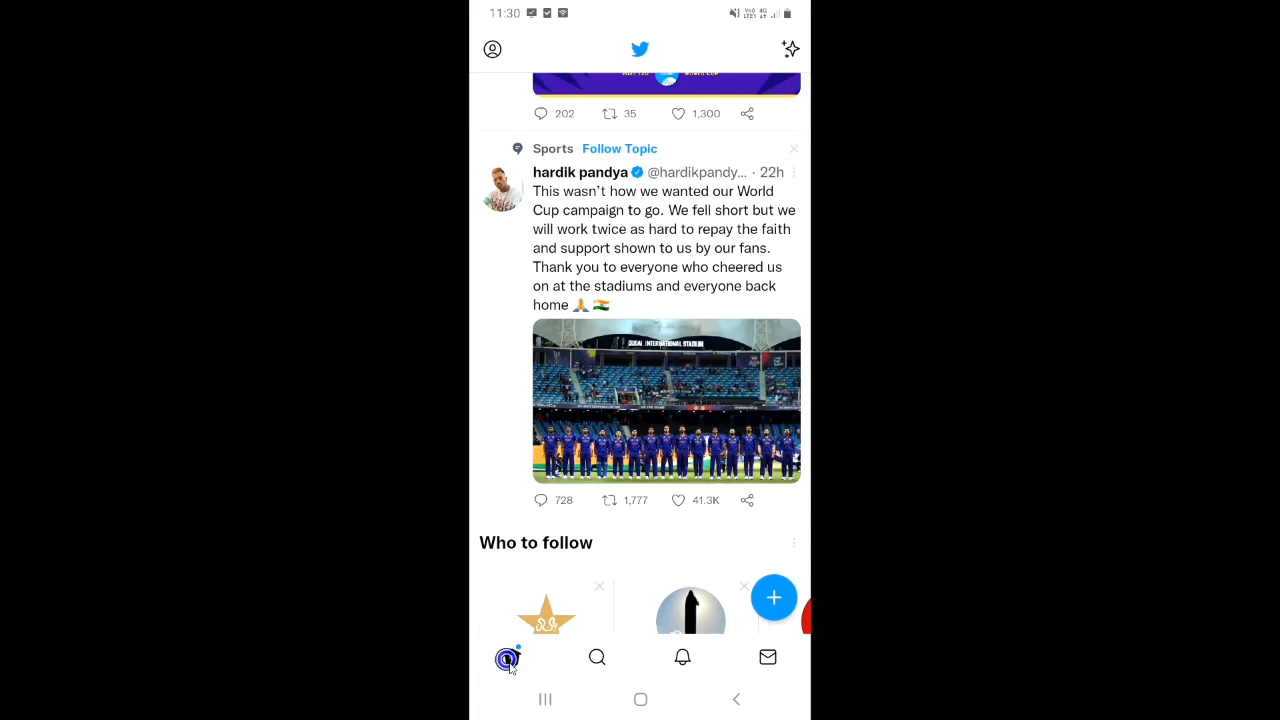 11:30
Vo) 4G
LTE1
202 35 1,300
Sports · Follow Topic
hardik pandya @hardikpandy... · 22h
This wasn't how we wanted our World
Cup campaign to go. We fell short but we
will work twice as hard to repay the faith
and support shown to us by our fans.
Thank you to everyone who cheered us
on at the stadiums and everyone back
home 🙏 🇮🇳
DUBAI INTERNATIONAL STADIUM
728 1,777 41.3K
Who to follow